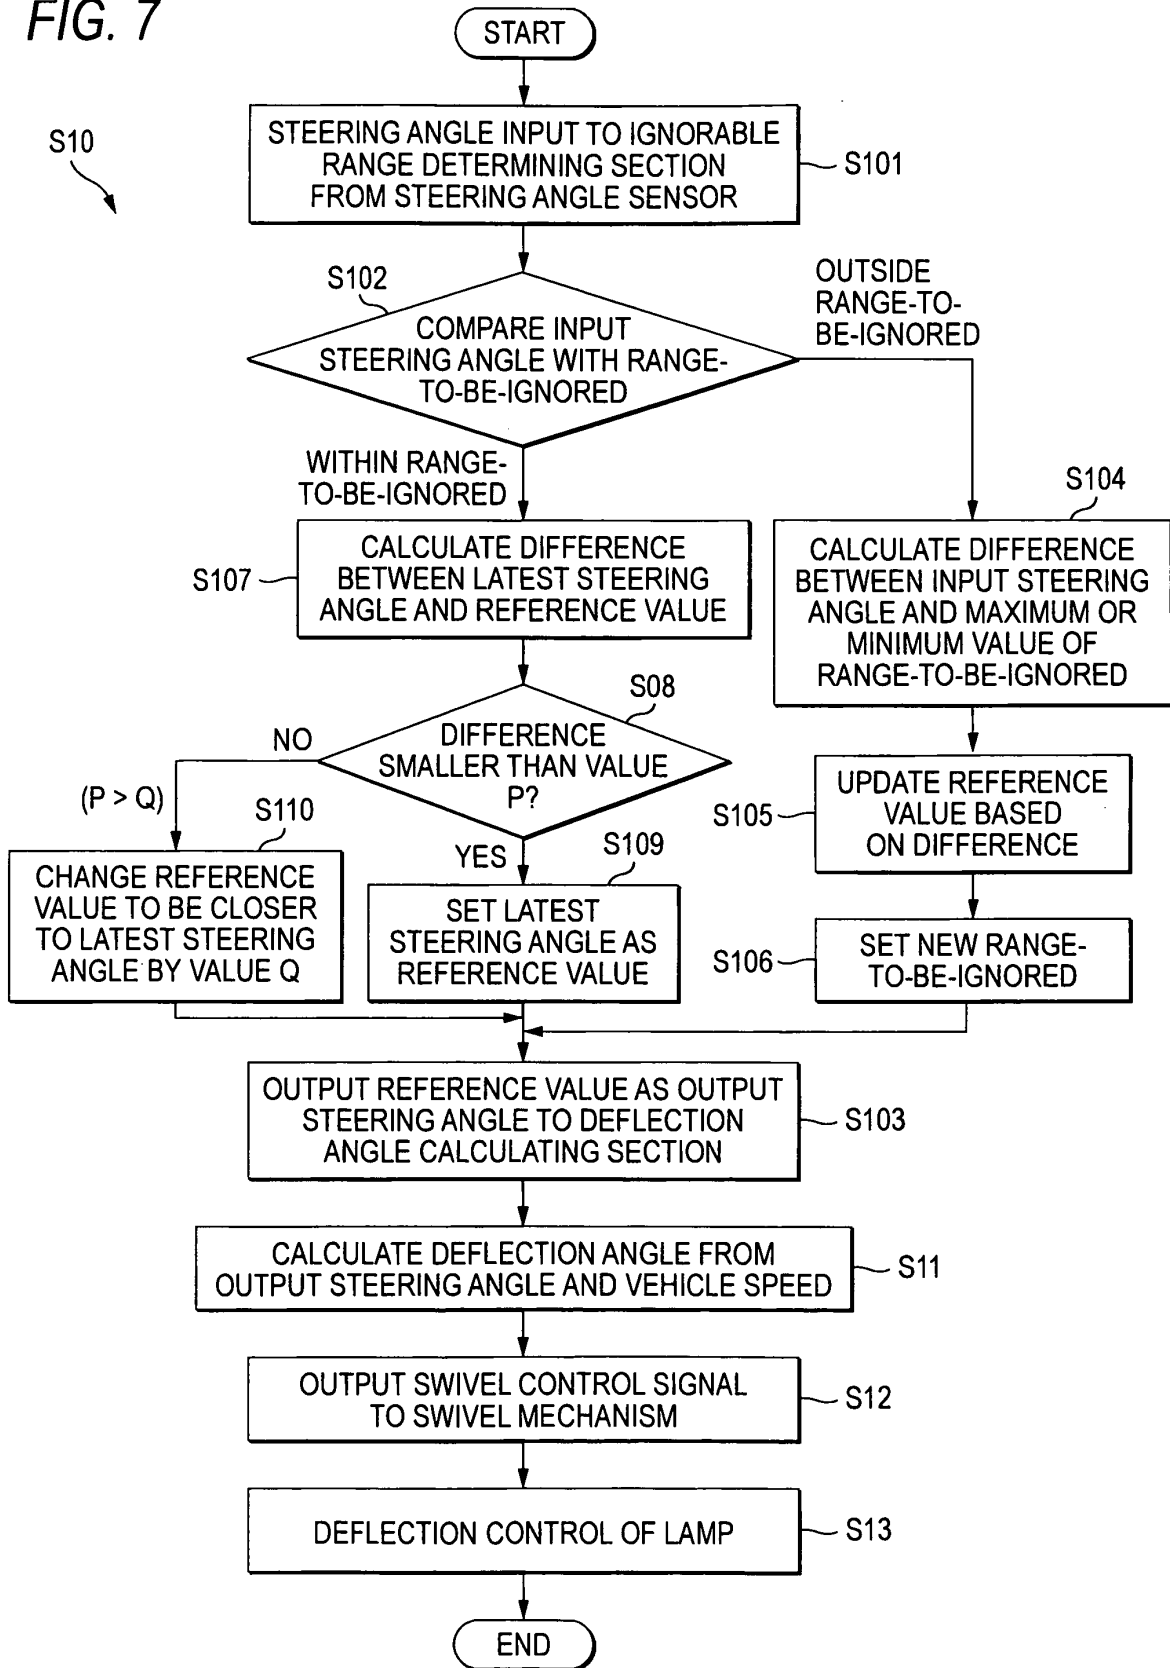 FIG. 7
START
S10
STEERING ANGLE INPUT TO IGNORABLE
RANGE DETERMINING SECTION
FROM STEERING ANGLE SENSOR
S101
S102
COMPARE INPUT
STEERING ANGLE WITH RANGE-
TO-BE-IGNORED
OUTSIDE
RANGE-TO-
BE-IGNORED
WITHIN RANGE-
TO-BE-IGNORED
S107
CALCULATE DIFFERENCE
BETWEEN LATEST STEERING
ANGLE AND REFERENCE VALUE
S104
CALCULATE DIFFERENCE
BETWEEN INPUT STEERING
ANGLE AND MAXIMUM OR
MINIMUM VALUE OF
RANGE-TO-BE-IGNORED
S08
DIFFERENCE
SMALLER THAN VALUE
P?
NO
(P > Q)
YES
S105
UPDATE REFERENCE
VALUE BASED
ON DIFFERENCE
S110
CHANGE REFERENCE
VALUE TO BE CLOSER
TO LATEST STEERING
ANGLE BY VALUE Q
S109
SET LATEST
STEERING ANGLE AS
REFERENCE VALUE
S106
SET NEW RANGE-
TO-BE-IGNORED
OUTPUT REFERENCE VALUE AS OUTPUT
STEERING ANGLE TO DEFLECTION
ANGLE CALCULATING SECTION
S103
CALCULATE DEFLECTION ANGLE FROM
OUTPUT STEERING ANGLE AND VEHICLE SPEED
S11
OUTPUT SWIVEL CONTROL SIGNAL
TO SWIVEL MECHANISM
S12
DEFLECTION CONTROL OF LAMP
S13
END